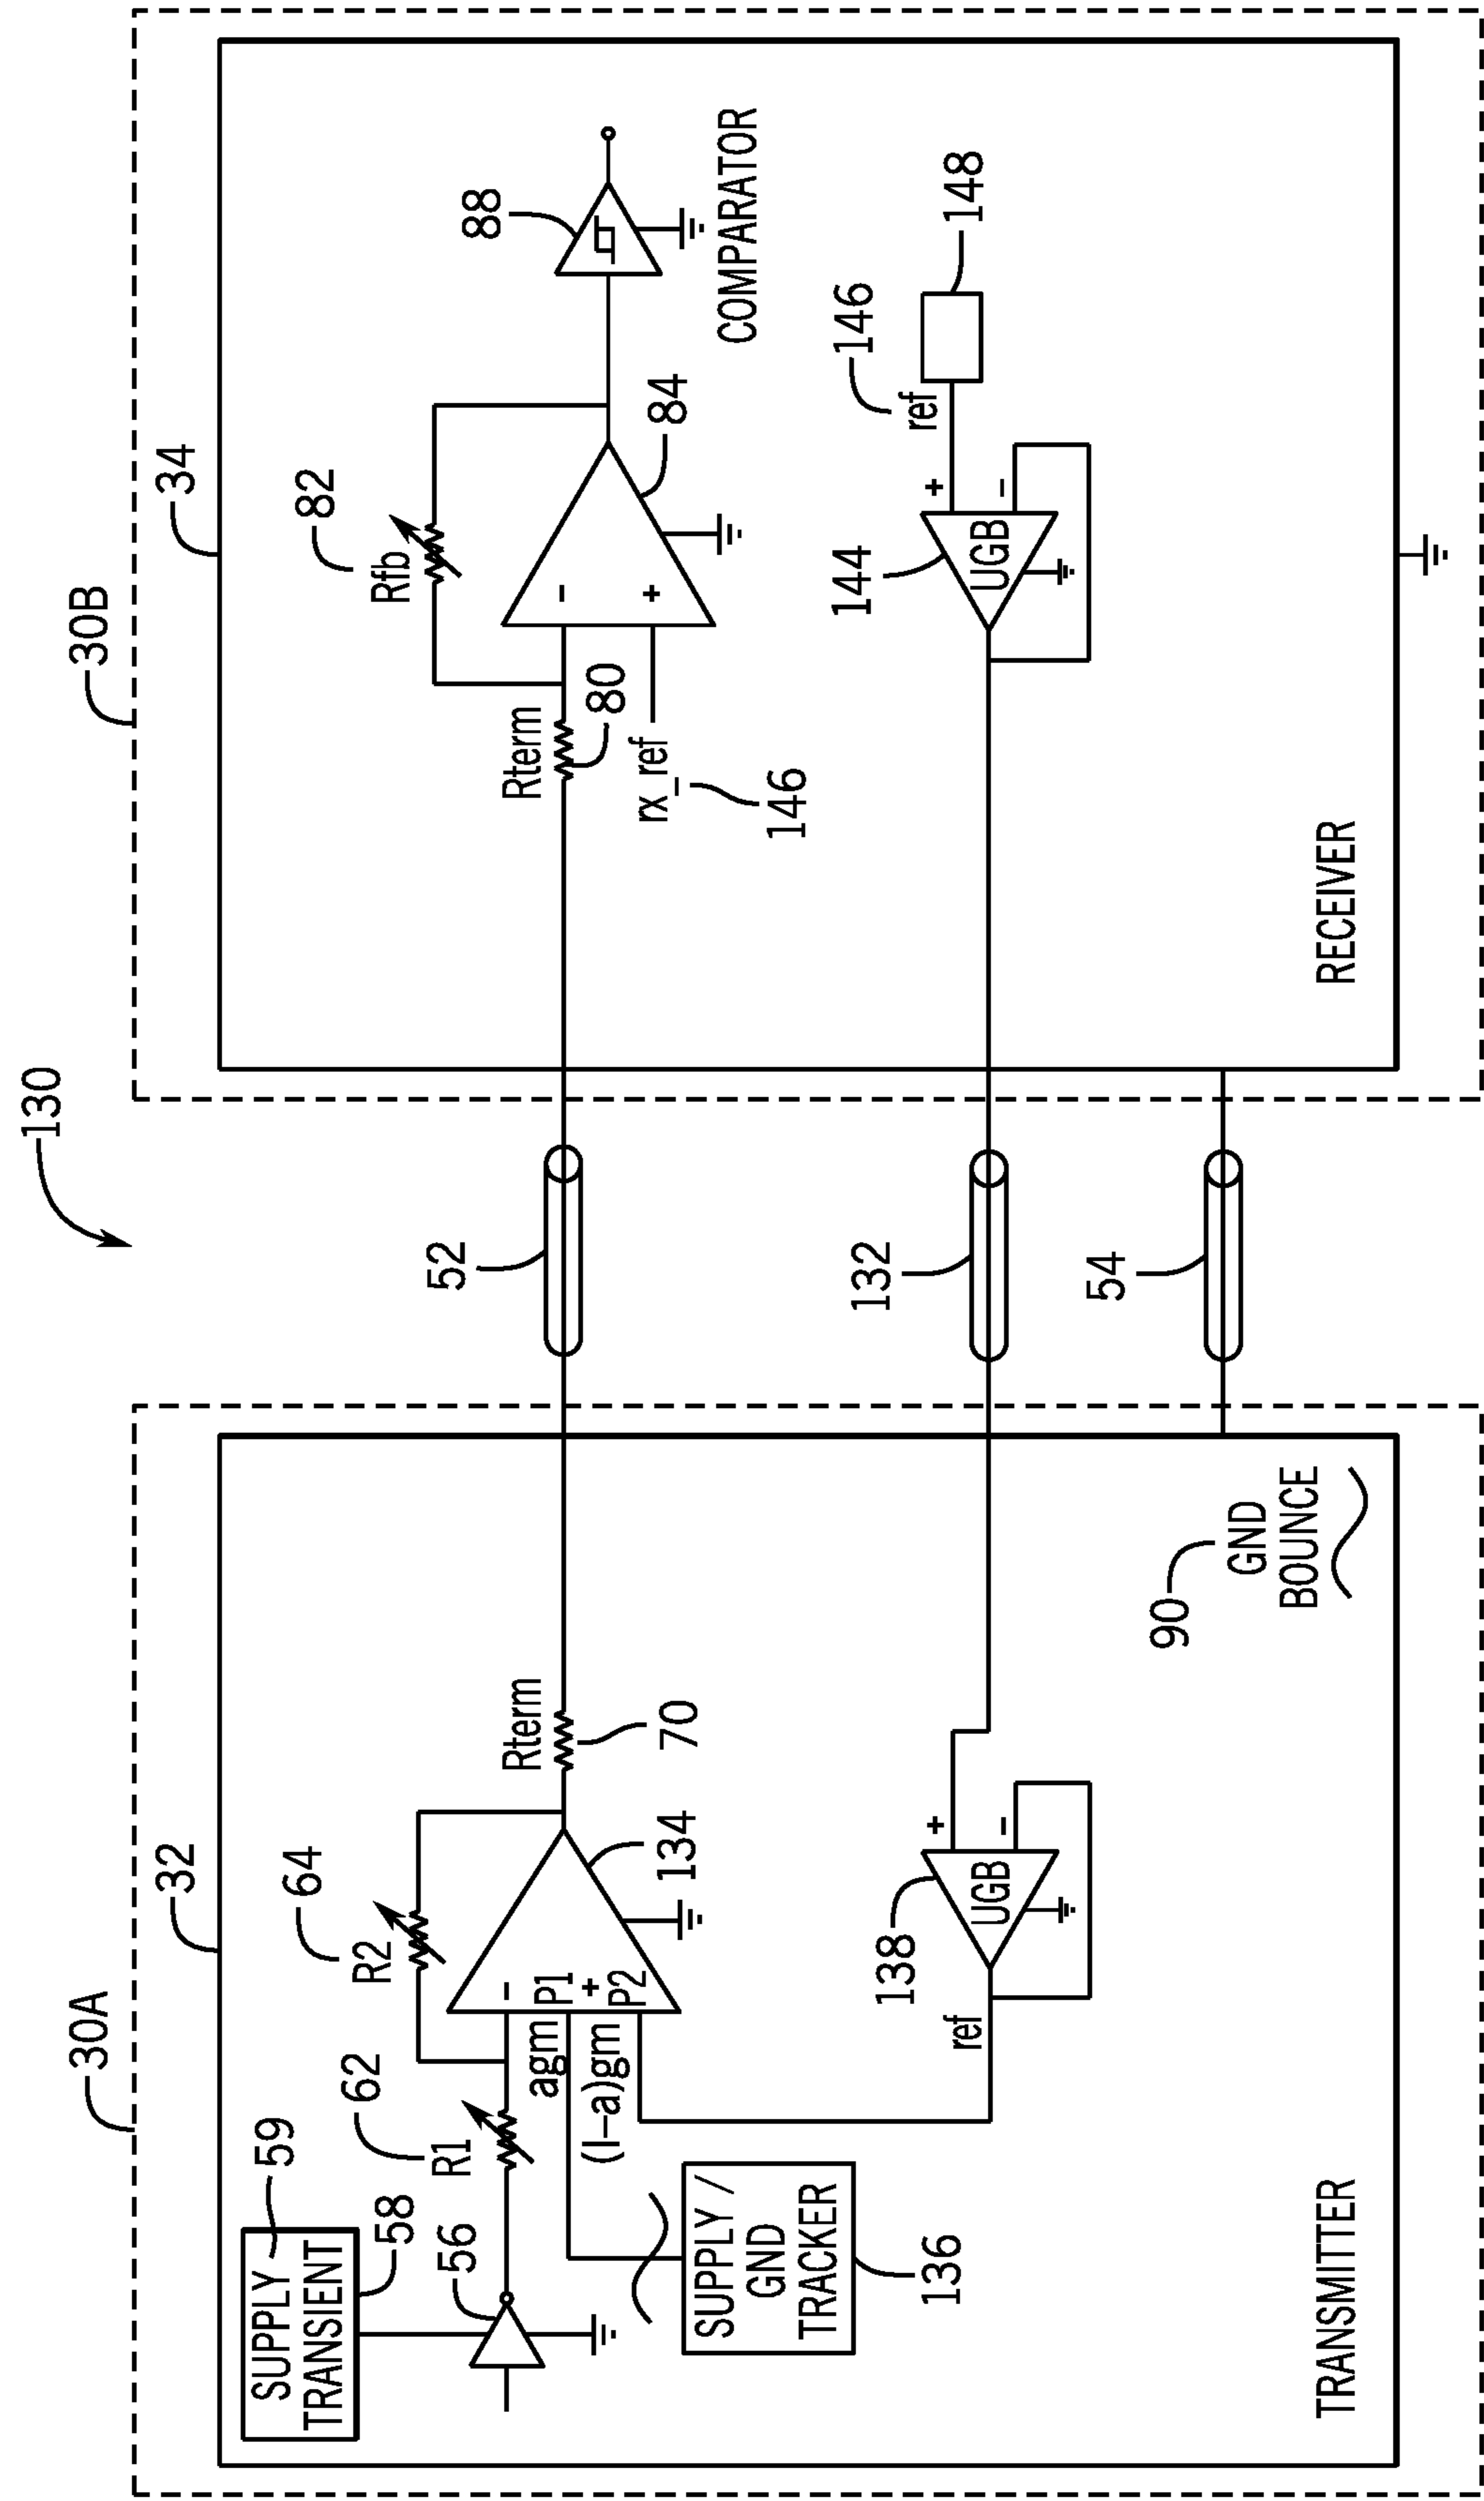 130
30A
32
SUPPLY
TRANSIENT
59
58
56
62
R1
64
R2
agm
(l–a)gm
–
P1
+
P2
134
Rterm
70
SUPPLY /
GND
TRACKER
136
138
ref
UGB
+
–
90
GND
BOUNCE
TRANSMITTER
52
132
54
30B
34
82
Rfb
Rterm
80
rx_ref
146
–
+
84
88
COMPARATOR
144
UGB
+
–
ref
146
148
RECEIVER